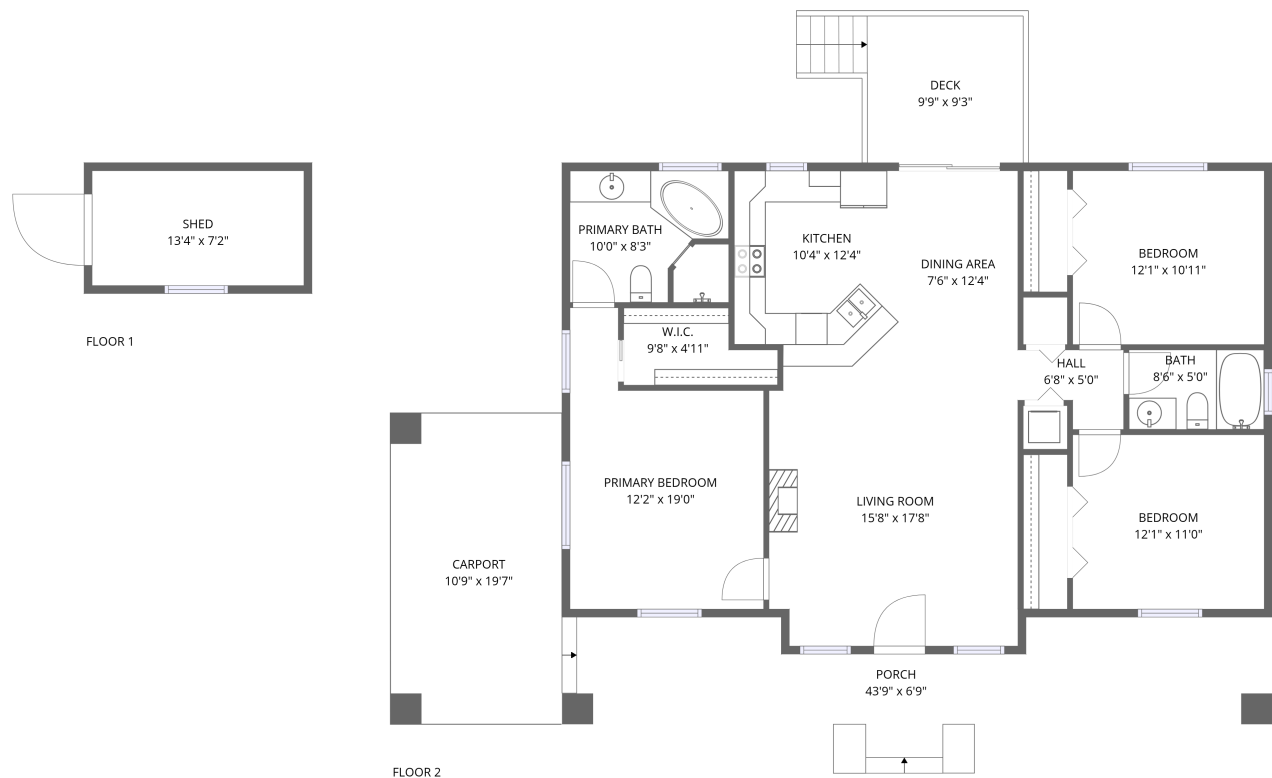 DECK
9'9" x 9'3"
SHED
13'4" x 7'2"
FLOOR 1
PRIMARY BATH
10'0" x 8'3"
KITCHEN
10'4" x 12'4"
DINING AREA
7'6" x 12'4"
BEDROOM
12'1" x 10'11"
W.I.C.
9'8" x 4'11"
HALL
6'8" x 5'0"
BATH
8'6" x 5'0"
PRIMARY BEDROOM
12'2" x 19'0"
LIVING ROOM
15'8" x 17'8"
BEDROOM
12'1" x 11'0"
CARPORT
10'9" x 19'7"
PORCH
43'9" x 6'9"
FLOOR 2